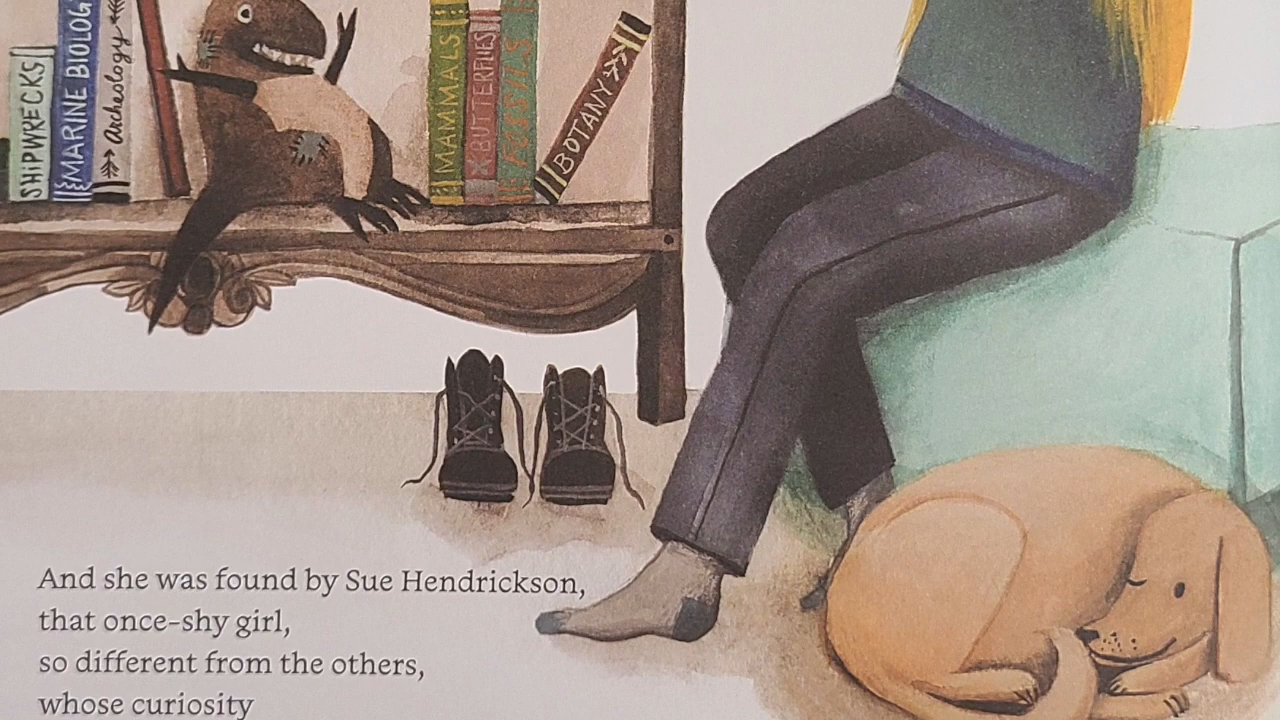 SHIPWRECKS
MARINE BIOLOG
Archeology
MAMMALS
BUTTERFLIES
FOSSILS
BOTANY
And she was found by Sue Hendrickson,
that once-shy girl,
so different from the others,
whose curiosity